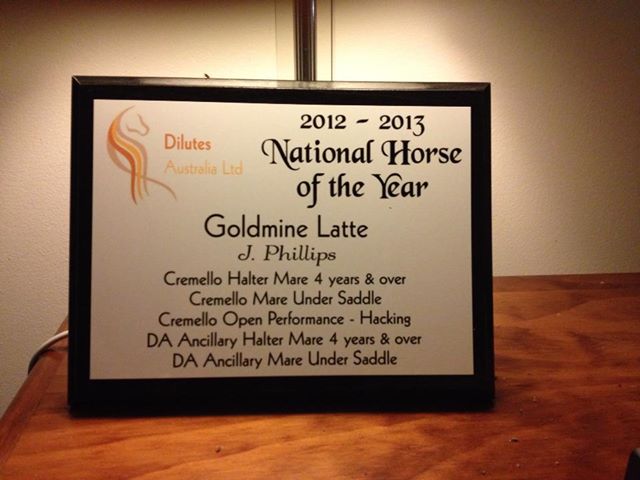 Dilutes
Australia Ltd
2012 - 2013
National Horse
of the Year
Goldmine Latte
J. Phillips
Cremello Halter Mare 4 years & over
Cremello Mare Under Saddle
Cremello Open Performance - Hacking
DA Ancillary Halter Mare 4 years & over
DA Ancillary Mare Under Saddle